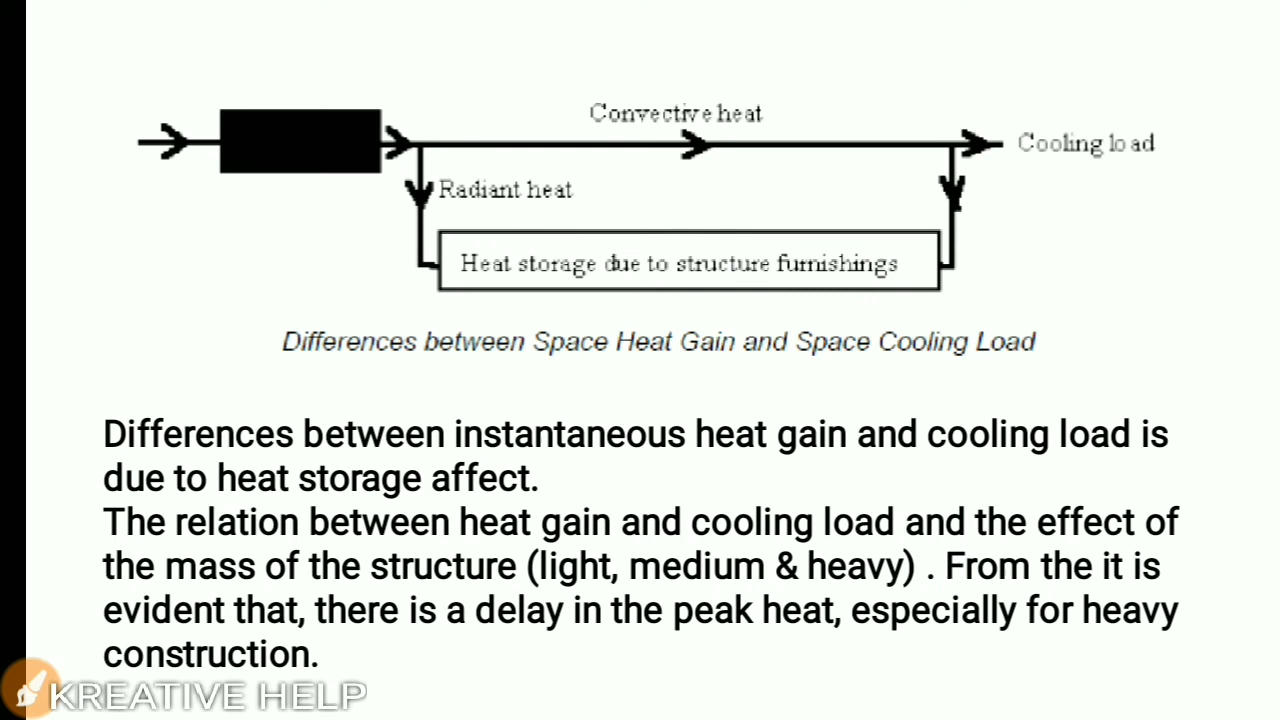 Convective heat
Cooling load
Radiant heat
Heat storage due to structure furnishings
Differences between Space Heat Gain and Space Cooling Load
Differences between instantaneous heat gain and cooling load is
due to heat storage affect.
The relation between heat gain and cooling load and the effect of
the mass of the structure (light, medium & heavy) . From the it is
evident that, there is a delay in the peak heat, especially for heavy
construction.
KREATIVE HELP